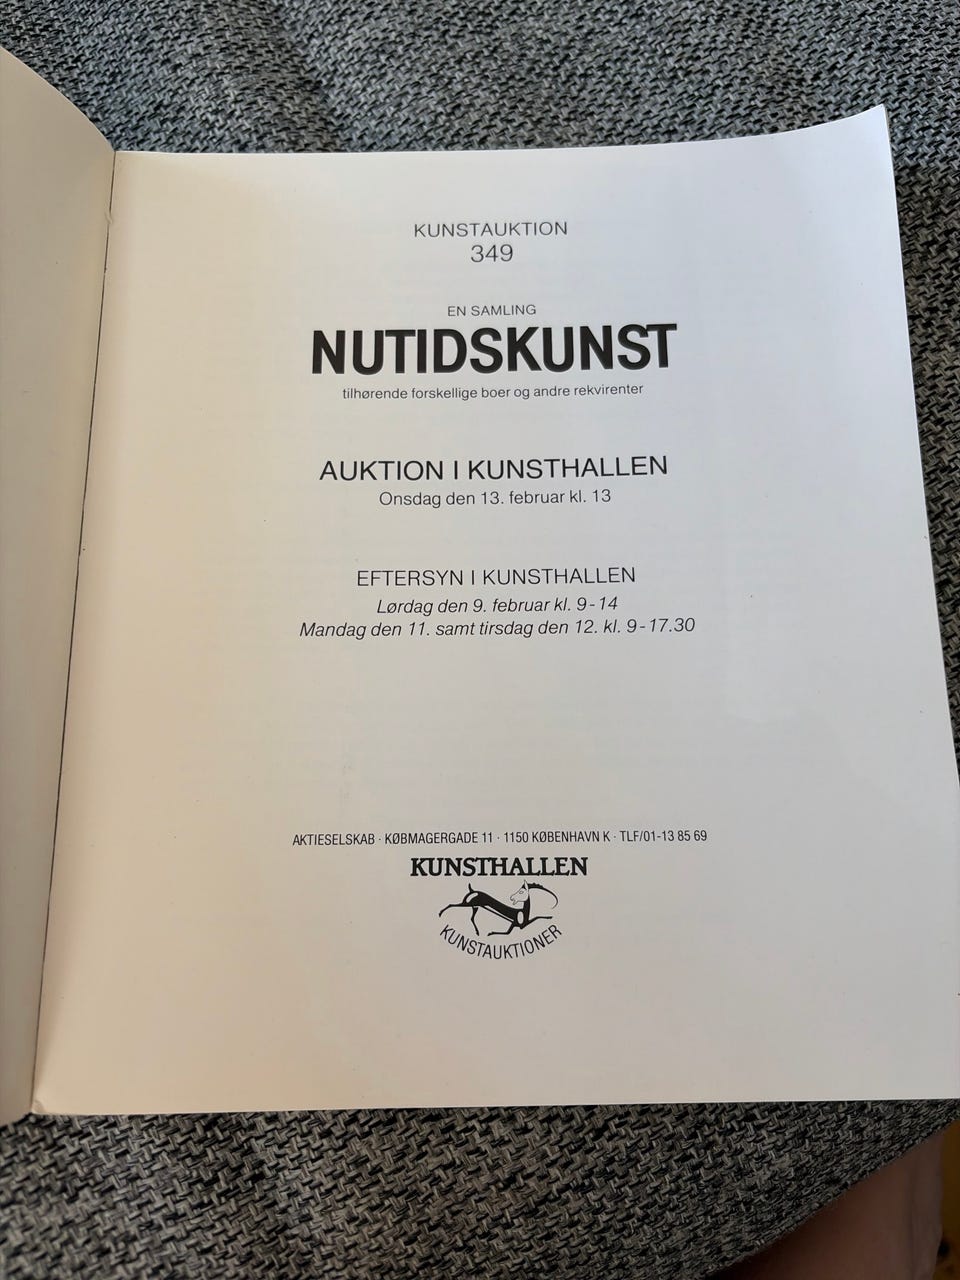 KUNSTAUKTION
349
EN SAMLING
NUTIDSKUNST
tilhørende forskellige boer og andre rekvirenter
AUKTION I KUNSTHALLEN
Onsdag den 13. februar kl. 13
EFTERSYN I KUNSTHALLEN
Lørdag den 9. februar kl. 9-14
Mandag den 11. samt tirsdag den 12. kl. 9-17.30
AKTIESELSKAB · KØBMAGERGADE 11 · 1150 KØBENHAVN K · TLF/01-13 85 69
KUNSTHALLEN
KUNSTAUKTIONER